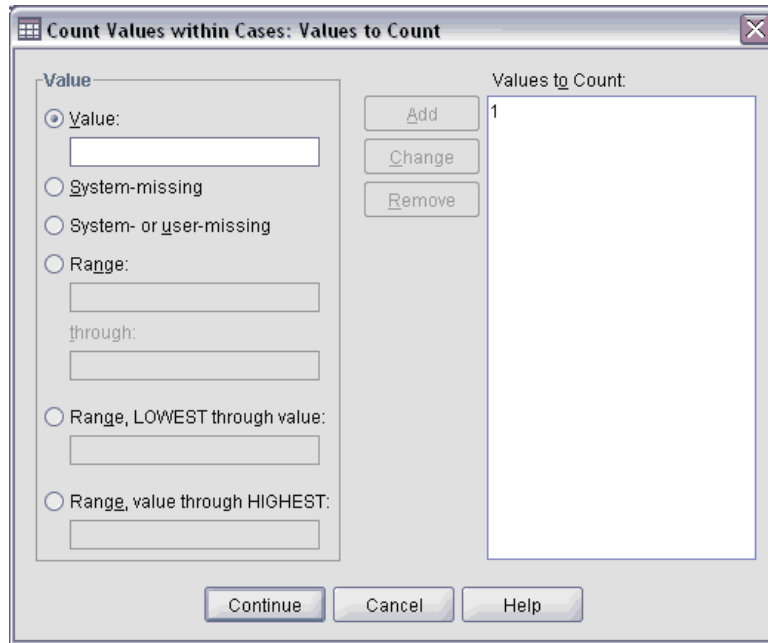 Count Values within Cases: Values to Count
Value
Value:
System-missing
System- or user-missing
Range:
through:
Range, LOWEST through value:
Range, value through HIGHEST:
Add
Change
Remove
Values to Count:
1
Continue
Cancel
Help